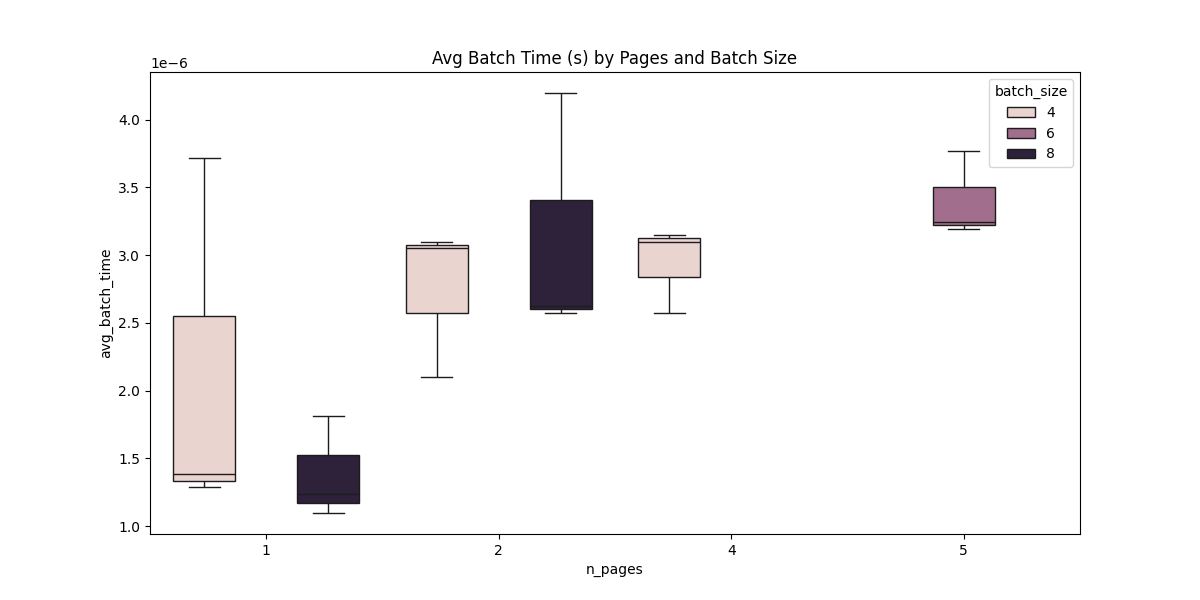 Avg Batch Time (s) by Pages and Batch Size
1e−6
batch_size
4
6
8
4.0
3.5
3.0
2.5
2.0
1.5
1.0
avg_batch_time
1 2 4 5
n_pages